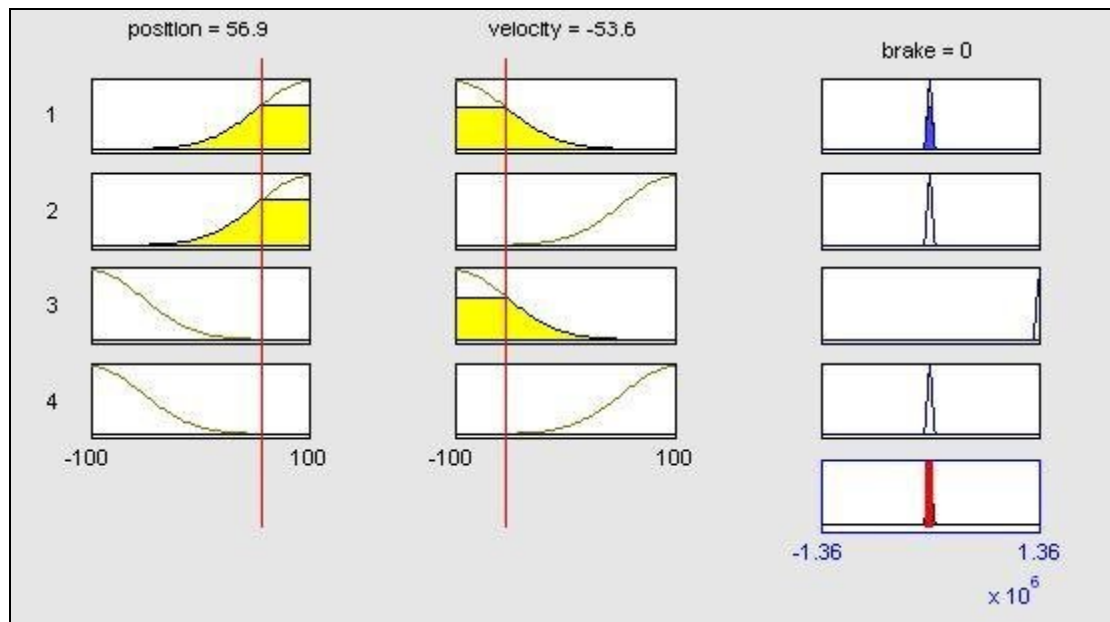 position = 56.9 velocity = -53.6
brake = 0
1
2
3
4
-100 100 -100 100
-1.36 1.36
x 10^6